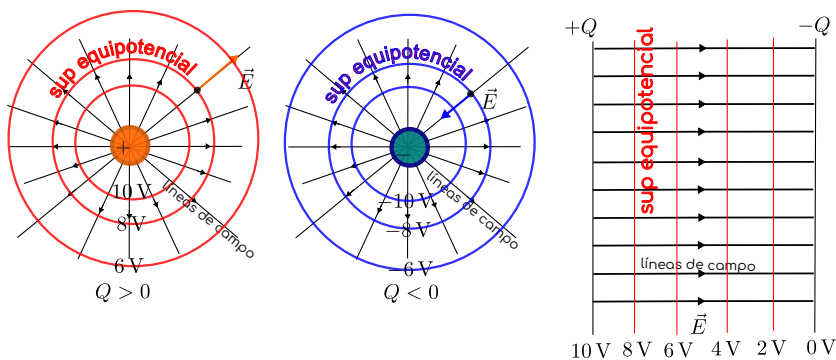 sup equipotencial
E⃗
+
líneas de campo
10 V
8 V
6 V
Q > 0
sup equipotencial
E⃗
−
líneas de campo
−10 V
−8 V
−6 V
Q < 0
+Q
−Q
sup equipotencial
líneas de campo
E⃗
10 V 8 V 6 V 4 V 2 V 0 V